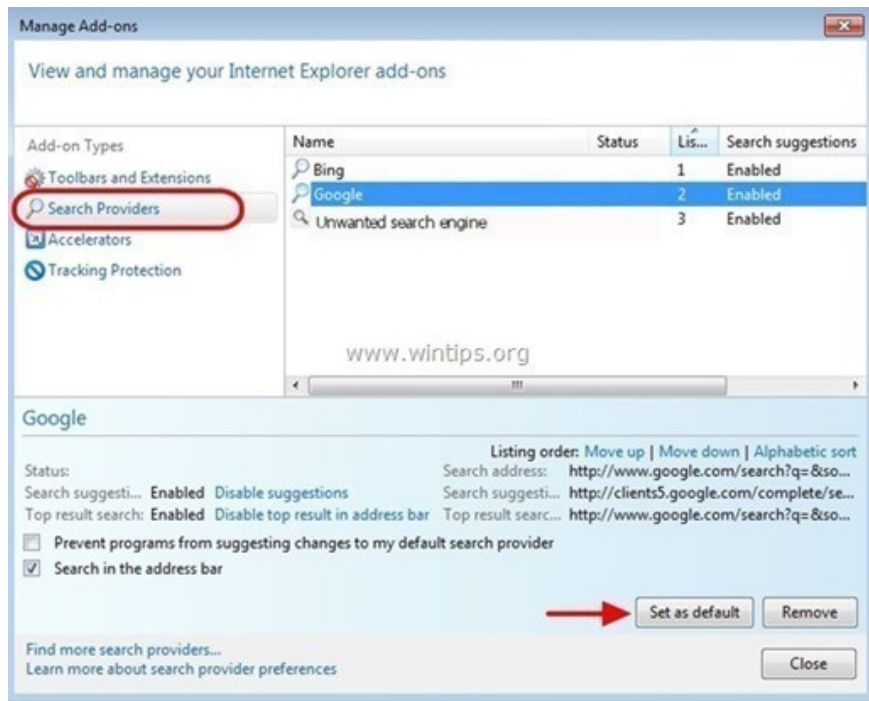 Manage Add-ons
View and manage your Internet Explorer add-ons
Add-on Types
Toolbars and Extensions
Search Providers
Accelerators
Tracking Protection
Name Status Lis... Search suggestions
Bing 1 Enabled
Google 2 Enabled
Unwanted search engine 3 Enabled
www.wintips.org
Google
Listing order: Move up | Move down | Alphabetic sort
Status: Search address: http://www.google.com/search?q=&so...
Search suggesti... Enabled Disable suggestions Search suggesti... http://clients5.google.com/complete/se...
Top result search: Enabled Disable top result in address bar Top result searc... http://www.google.com/search?q=&so...
Prevent programs from suggesting changes to my default search provider
Search in the address bar
Set as default Remove
Find more search providers...
Learn more about search provider preferences
Close